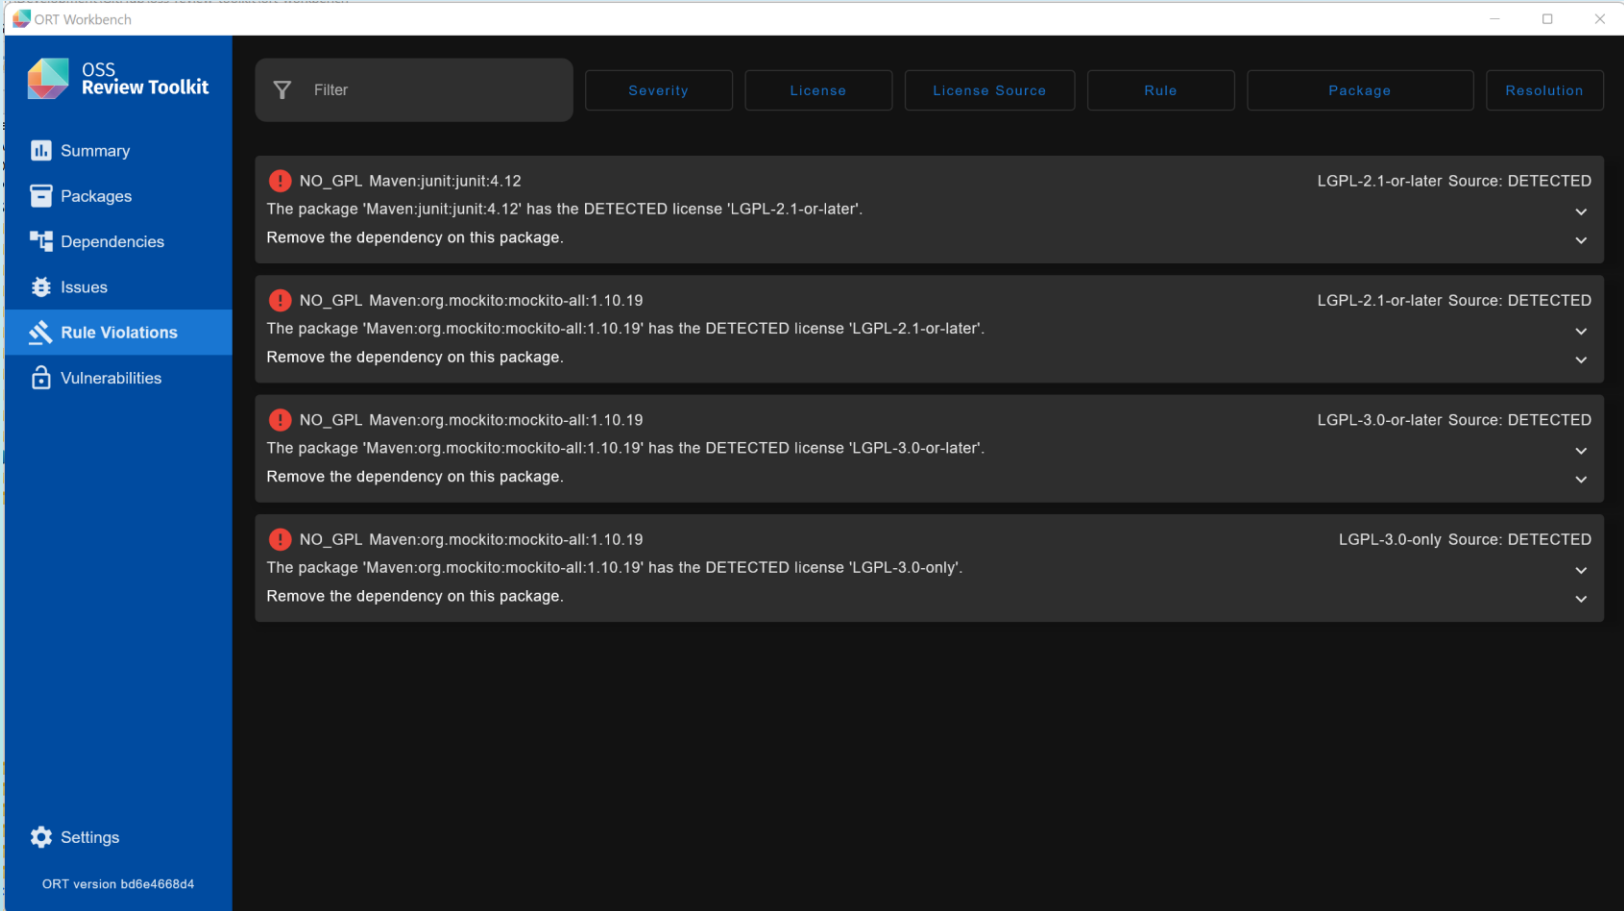 ORT Workbench
OSS
Review Toolkit
Summary
Packages
Dependencies
Issues
Rule Violations
Vulnerabilities
Settings
ORT version bd6e4668d4
Filter
Severity
License
License Source
Rule
Package
Resolution
NO_GPL Maven:junit:junit:4.12 LGPL-2.1-or-later Source: DETECTED
The package 'Maven:junit:junit:4.12' has the DETECTED license 'LGPL-2.1-or-later'.
Remove the dependency on this package.
NO_GPL Maven:org.mockito:mockito-all:1.10.19 LGPL-2.1-or-later Source: DETECTED
The package 'Maven:org.mockito:mockito-all:1.10.19' has the DETECTED license 'LGPL-2.1-or-later'.
Remove the dependency on this package.
NO_GPL Maven:org.mockito:mockito-all:1.10.19 LGPL-3.0-or-later Source: DETECTED
The package 'Maven:org.mockito:mockito-all:1.10.19' has the DETECTED license 'LGPL-3.0-or-later'.
Remove the dependency on this package.
NO_GPL Maven:org.mockito:mockito-all:1.10.19 LGPL-3.0-only Source: DETECTED
The package 'Maven:org.mockito:mockito-all:1.10.19' has the DETECTED license 'LGPL-3.0-only'.
Remove the dependency on this package.